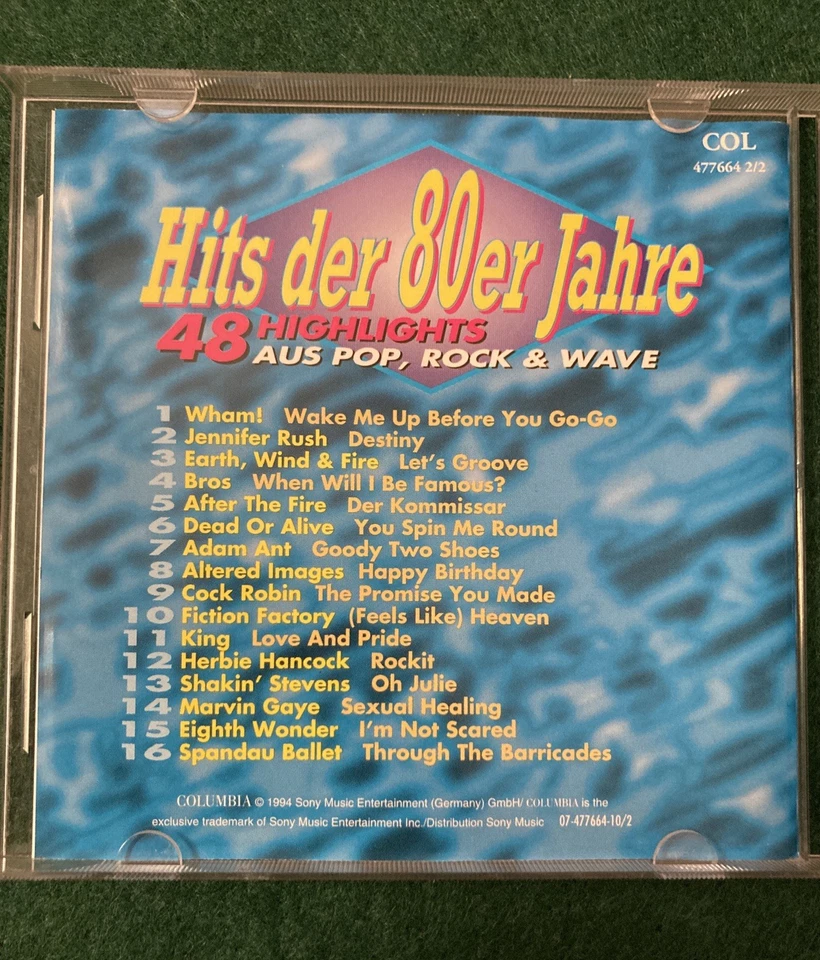 COL
477664 2/2
Hits der 80er Jahre
48 HIGHLIGHTS
AUS POP, ROCK & WAVE
1 Wham! Wake Me Up Before You Go-Go
2 Jennifer Rush Destiny
3 Earth, Wind & Fire Let's Groove
4 Bros When Will I Be Famous?
5 After The Fire Der Kommissar
6 Dead Or Alive You Spin Me Round
7 Adam Ant Goody Two Shoes
8 Altered Images Happy Birthday
9 Cock Robin The Promise You Made
10 Fiction Factory (Feels Like) Heaven
11 King Love And Pride
12 Herbie Hancock Rockit
13 Shakin' Stevens Oh Julie
14 Marvin Gaye Sexual Healing
15 Eighth Wonder I'm Not Scared
16 Spandau Ballet Through The Barricades
COLUMBIA © 1994 Sony Music Entertainment (Germany) GmbH/ COLUMBIA is the
exclusive trademark of Sony Music Entertainment Inc./Distribution Sony Music 07-477664-10/2